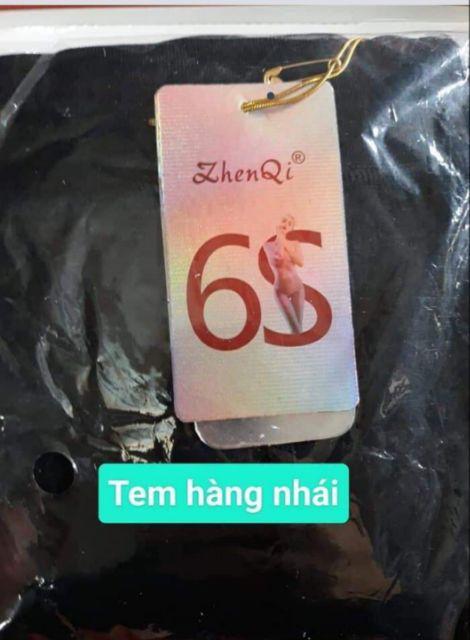 ZhenQi®
6S
Tem hàng nhái